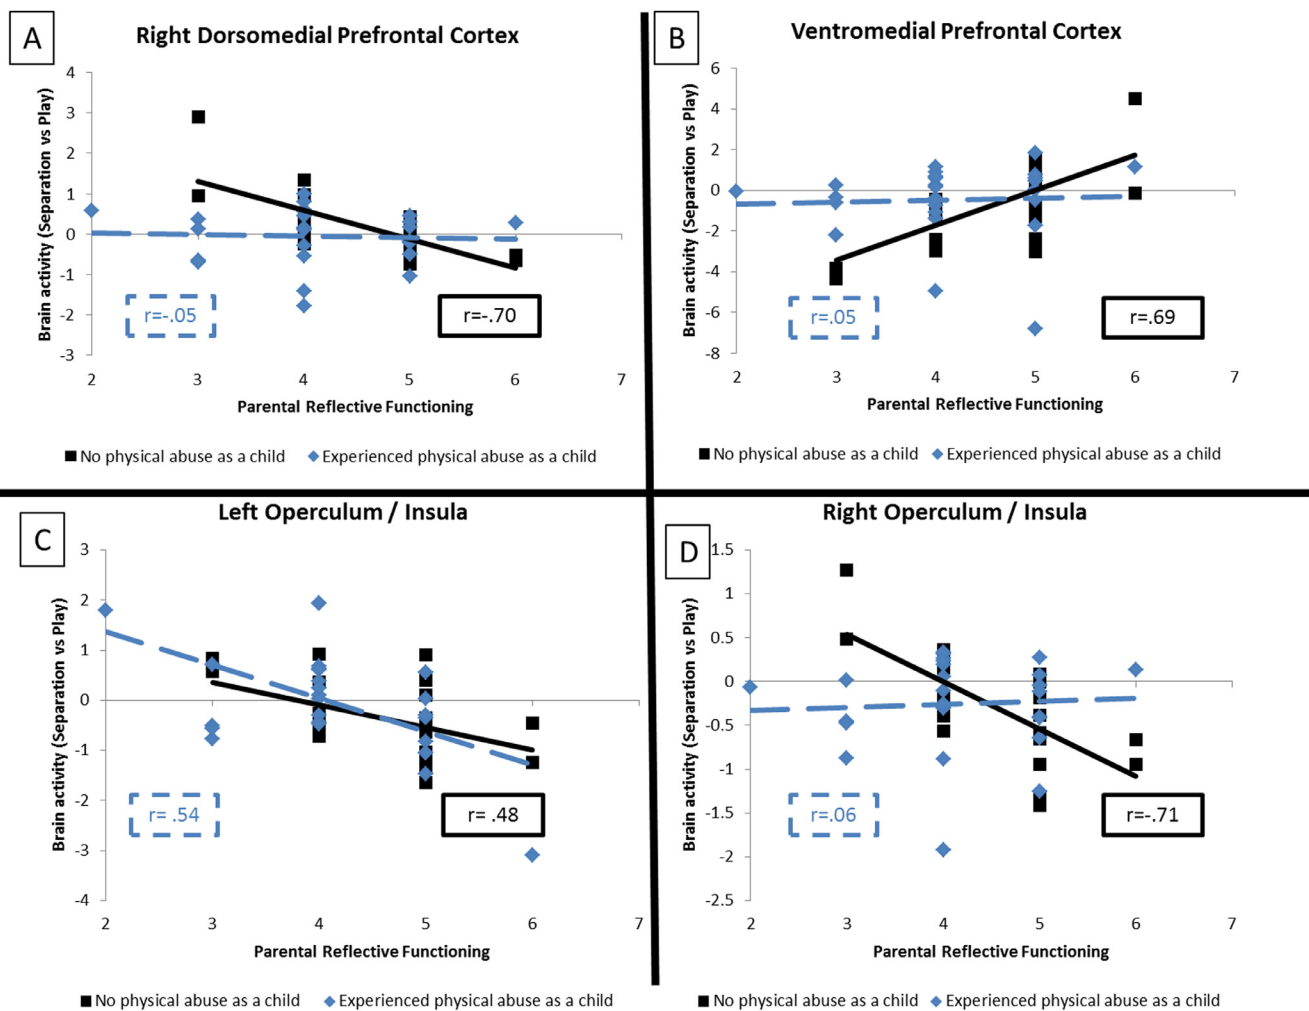 A
Right Dorsomedial Prefrontal Cortex
Brain activity (Separation vs Play)
4
3
2
1
0
-1
-2
-3
r=-.05
r=-.70
2 3 4 5 6 7
Parental Reflective Functioning
No physical abuse as a child Experienced physical abuse as a child
B
Ventromedial Prefrontal Cortex
Brain activity (Separation vs Play)
6
4
2
0
-2
-4
-6
-8
r=.05
r=.69
2 3 4 5 6 7
Parental Reflective Functioning
No physical abuse as a child Experienced physical abuse as a child
C
Left Operculum / Insula
Brain activity (Separation vs Play)
3
2
1
0
-1
-2
-3
-4
r= .54
r= .48
2 3 4 5 6 7
Parental Reflective Functioning
No physical abuse as a child Experienced physical abuse as a child
D
Right Operculum / Insula
Brain activity (Separation vs Play)
1.5
1
0.5
0
-0.5
-1
-1.5
-2
-2.5
r=.06
r=-.71
2 3 4 5 6 7
Parental Reflective Functioning
No physical abuse as a child Experienced physical abuse as a child